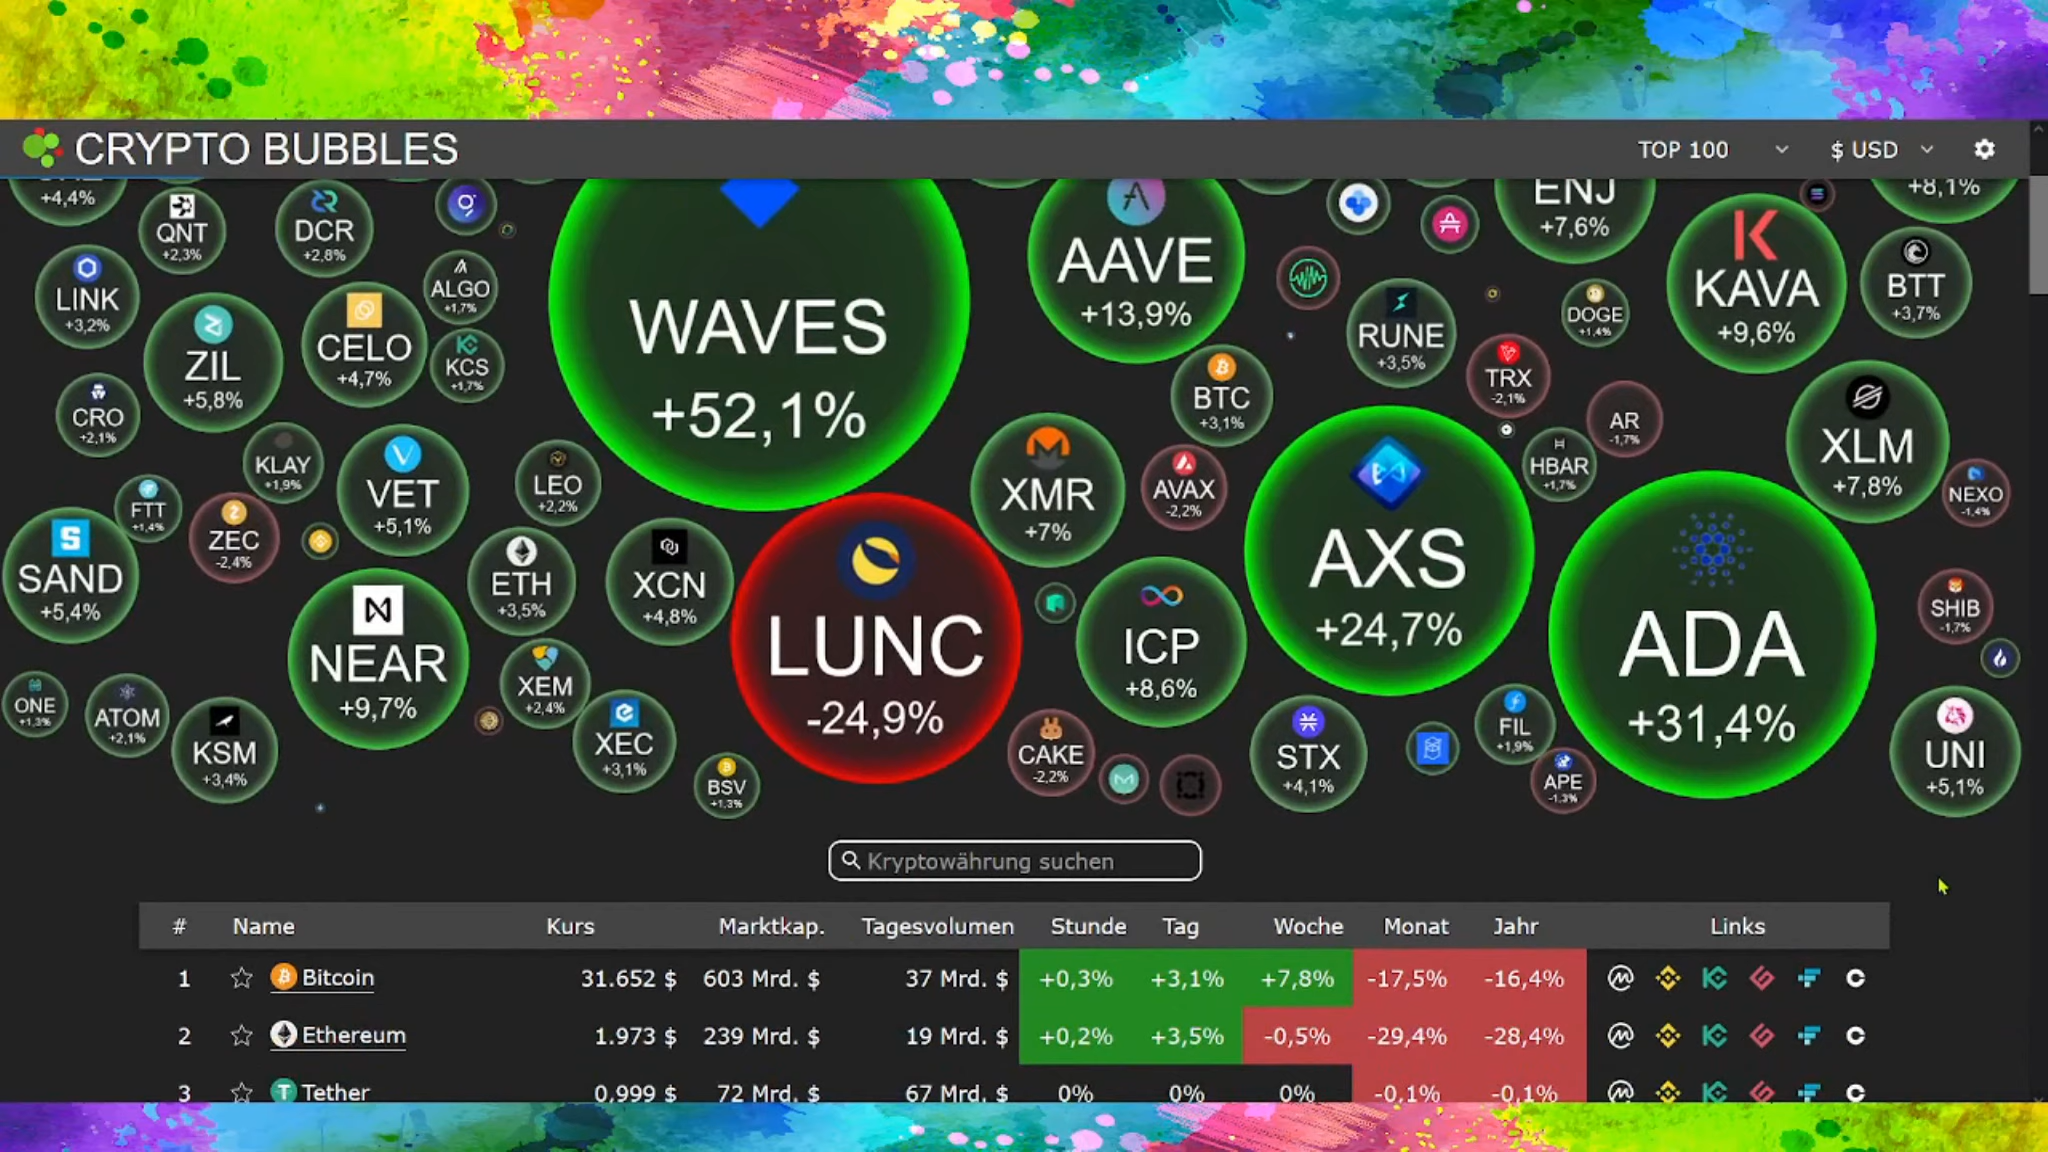 CRYPTO BUBBLES
TOP 100
$ USD
+4,4%
QNT
+2,3%
DCR
+2,8%
LINK
+3,2%
ALGO
+1,7%
ZIL
+5,8%
CELO
+4,7%
KCS
+1,7%
CRO
+2,1%
WAVES
+52,1%
AAVE
+13,9%
ENJ
+7,6%
KAVA
+9,6%
+8,1%
BTT
+3,7%
RUNE
+3,5%
DOGE
+1,4%
BTC
+3,1%
TRX
-2,1%
AR
-1,7%
XLM
+7,8%
KLAY
+1,9%
VET
+5,1%
LEO
+2,2%
XMR
+7%
AVAX
-2,2%
HBAR
+1,7%
NEXO
-1,4%
FTT
+1,4%
ZEC
-2,4%
SAND
+5,4%
ETH
+3,5%
XCN
+4,8%
LUNC
-24,9%
ICP
+8,6%
AXS
+24,7%
ADA
+31,4%
SHIB
-1,7%
NEAR
+9,7%
XEM
+2,4%
ONE
+1,3%
ATOM
+2,1%
KSM
+3,4%
XEC
+3,1%
BSV
+1,3%
CAKE
-2,2%
STX
+4,1%
FIL
+1,9%
APE
-1,3%
UNI
+5,1%
Kryptowährung suchen
# Name Kurs Marktkap. Tagesvolumen Stunde Tag Woche Monat Jahr Links
1 Bitcoin 31.652 $ 603 Mrd. $ 37 Mrd. $ +0,3% +3,1% +7,8% -17,5% -16,4%
2 Ethereum 1.973 $ 239 Mrd. $ 19 Mrd. $ +0,2% +3,5% -0,5% -29,4% -28,4%
3 Tether 0,999 $ 72 Mrd. $ 67 Mrd. $ 0% 0% 0% -0,1% -0,1%